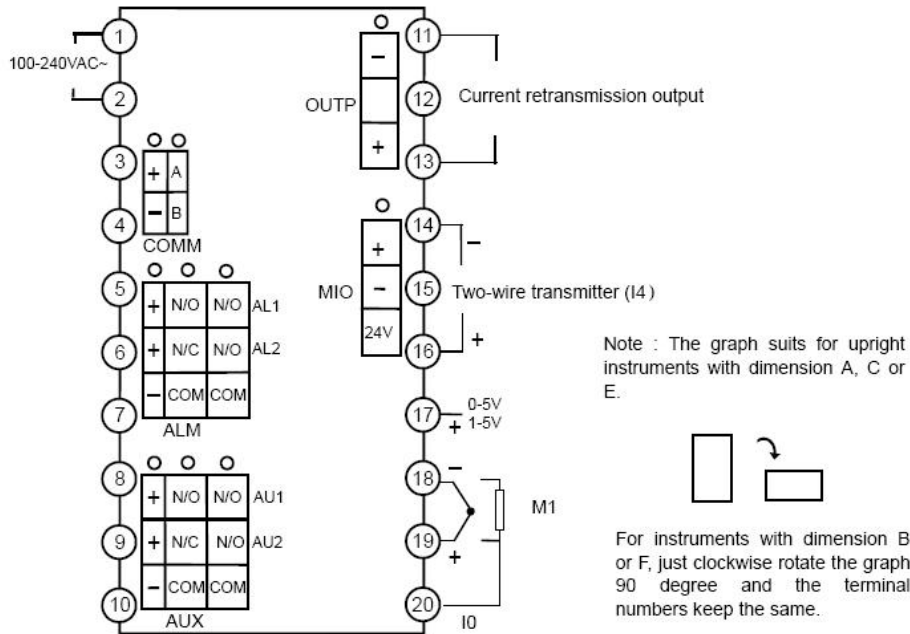 1
100-240VAC~
2
3
+ A
- B
4
COMM
5
+ N/O N/O AL1
6
+ N/C N/O AL2
- COM COM
7
ALM
8
+ N/O N/O AU1
9
+ N/C N/O AU2
- COM COM
10
AUX
11
-
OUTP
12
Current retransmission output
+
13
14
+
-
MIO
-
15
Two-wire transmitter (I4)
24V
16
+
17
0-5V
+ 1-5V
18
-
M1
19
+
20
I0
Note : The graph suits for upright
instruments with dimension A, C or
E.
For instruments with dimension B
or F, just clockwise rotate the graph
90 degree and the terminal
numbers keep the same.